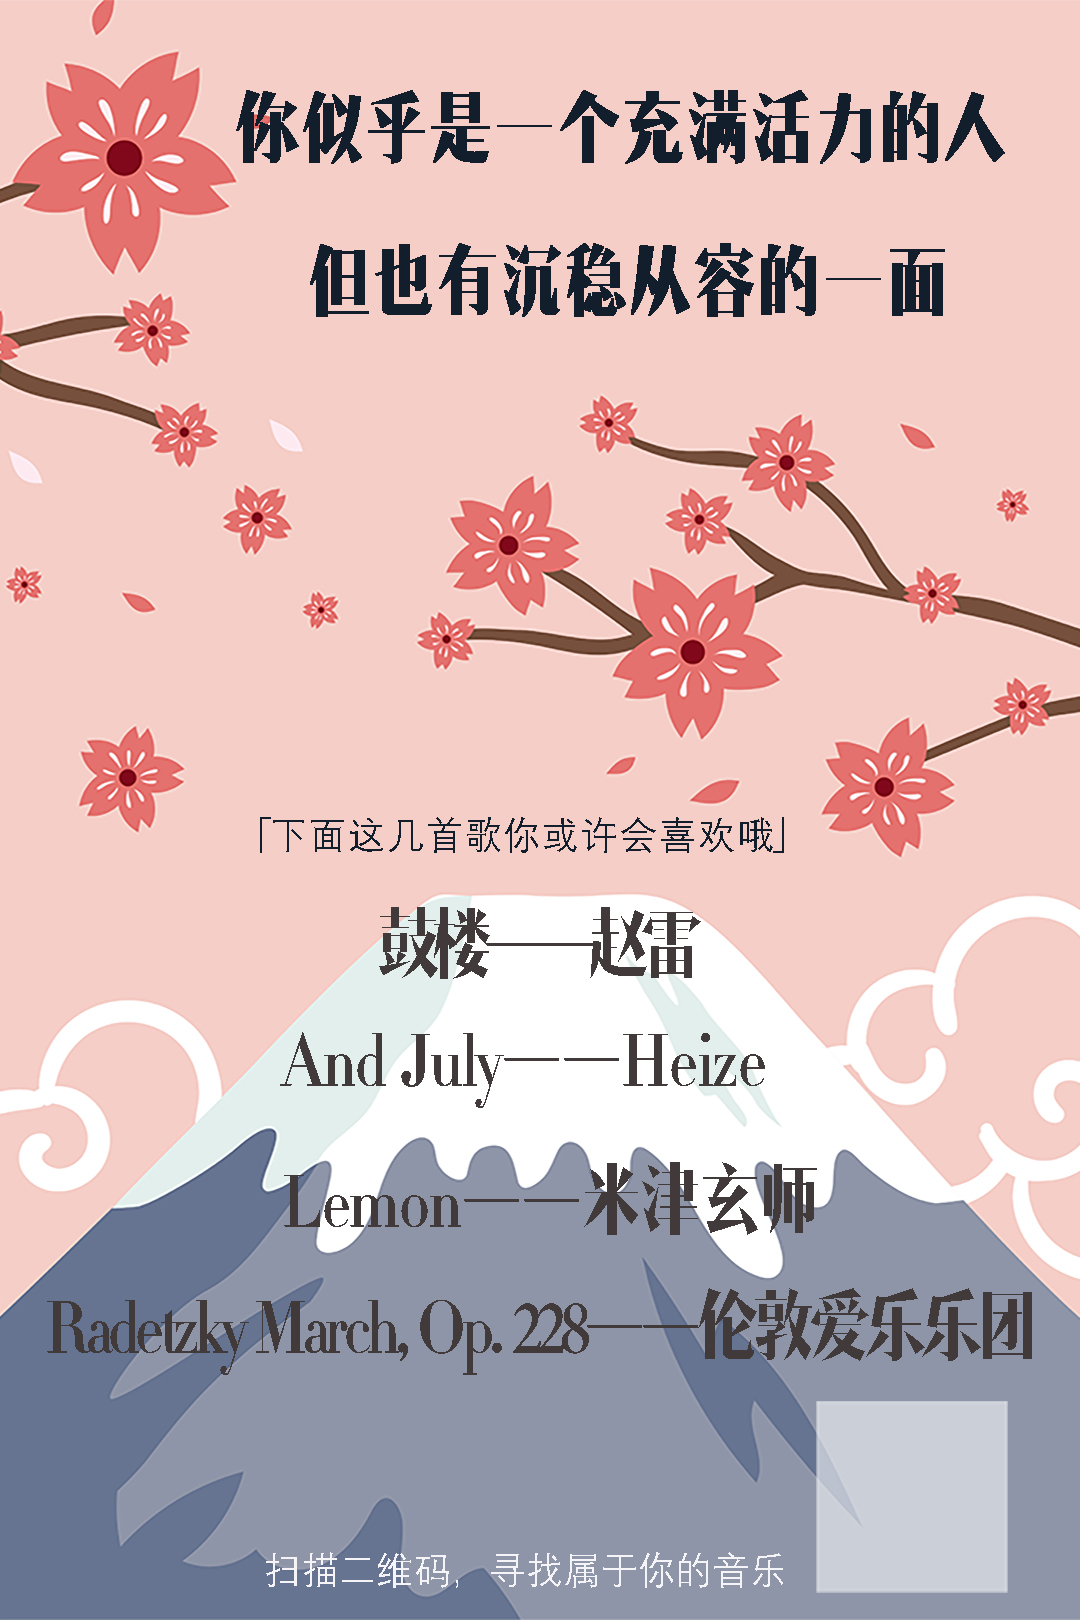 你似乎是一个充满活力的人
但也有沉稳从容的一面
「下面这几首歌你或许会喜欢哦」
鼓楼——赵雷
And July——Heize
Lemon——米津玄师
Radetzky March, Op. 228——伦敦爱乐乐团
扫描二维码，寻找属于你的音乐